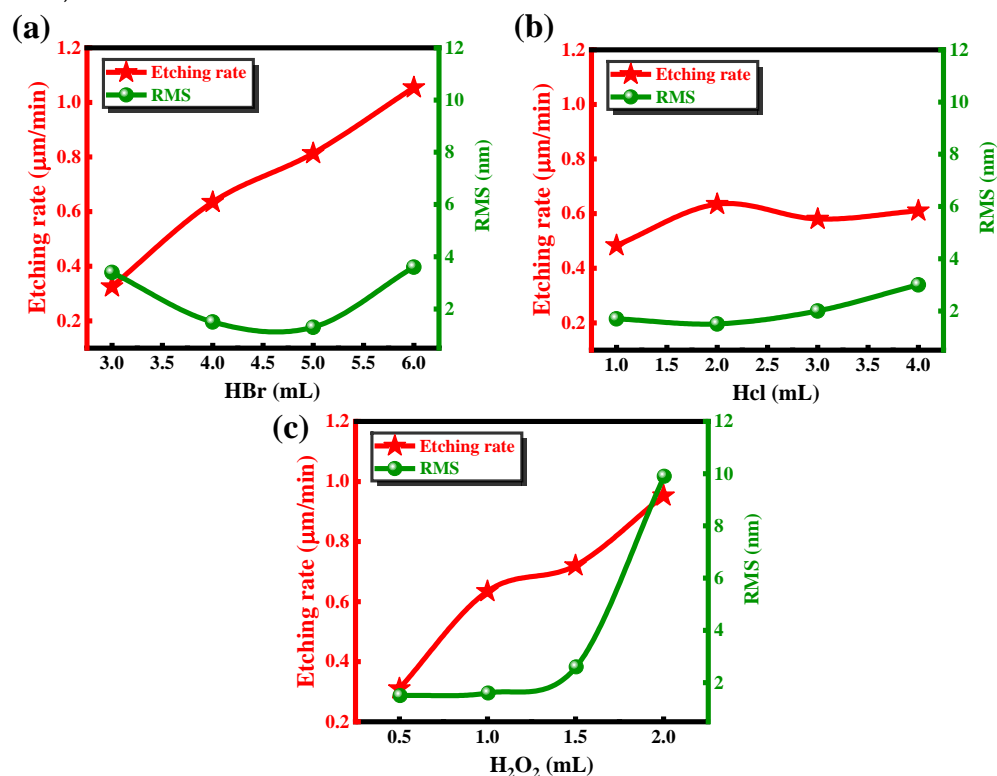 (a)
1.2
1.0
0.8
0.6
0.4
0.2
Etching rate (μm/min)
Etching rate
RMS
12
10
8
6
4
2
RMS (nm)
3.0 3.5 4.0 4.5 5.0 5.5 6.0
HBr (mL)
(b)
1.2
1.0
0.8
0.6
0.4
0.2
Etching rate (μm/min)
Etching rate
RMS
12
10
8
6
4
2
RMS (nm)
1.0 1.5 2.0 2.5 3.0 3.5 4.0
Hcl (mL)
(c)
1.2
1.0
0.8
0.6
0.4
0.2
Etching rate (μm/min)
Etching rate
RMS
12
10
8
6
4
2
RMS (nm)
0.5 1.0 1.5 2.0
H₂O₂ (mL)